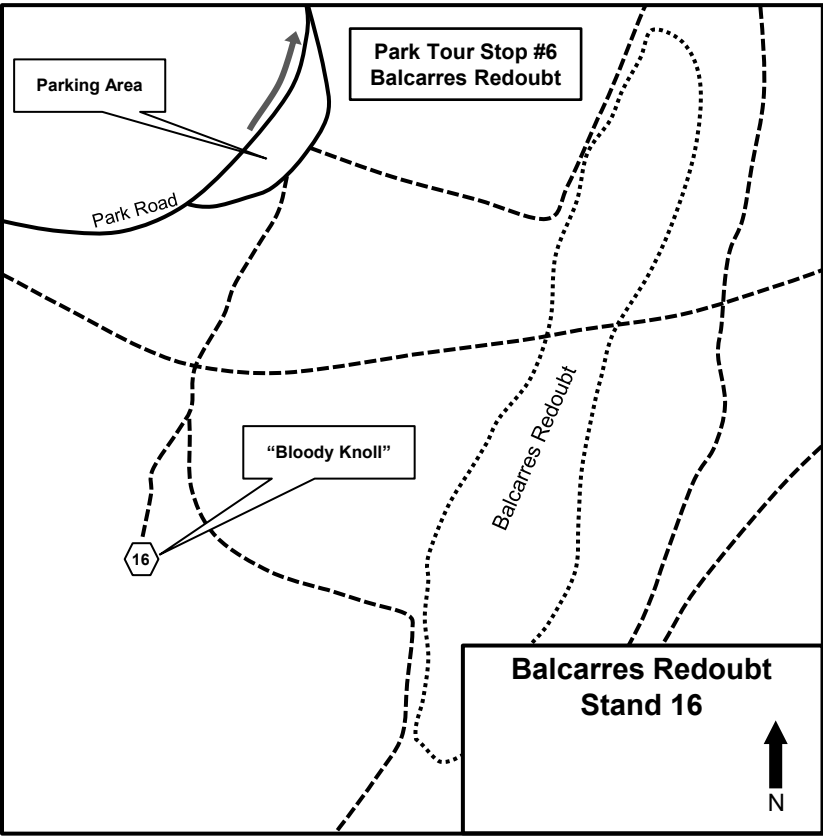 Park Tour Stop #6
Balcarres Redoubt
Parking Area
Park Road
Balcarres Redoubt
“Bloody Knoll”
16
Balcarres Redoubt
Stand 16
N